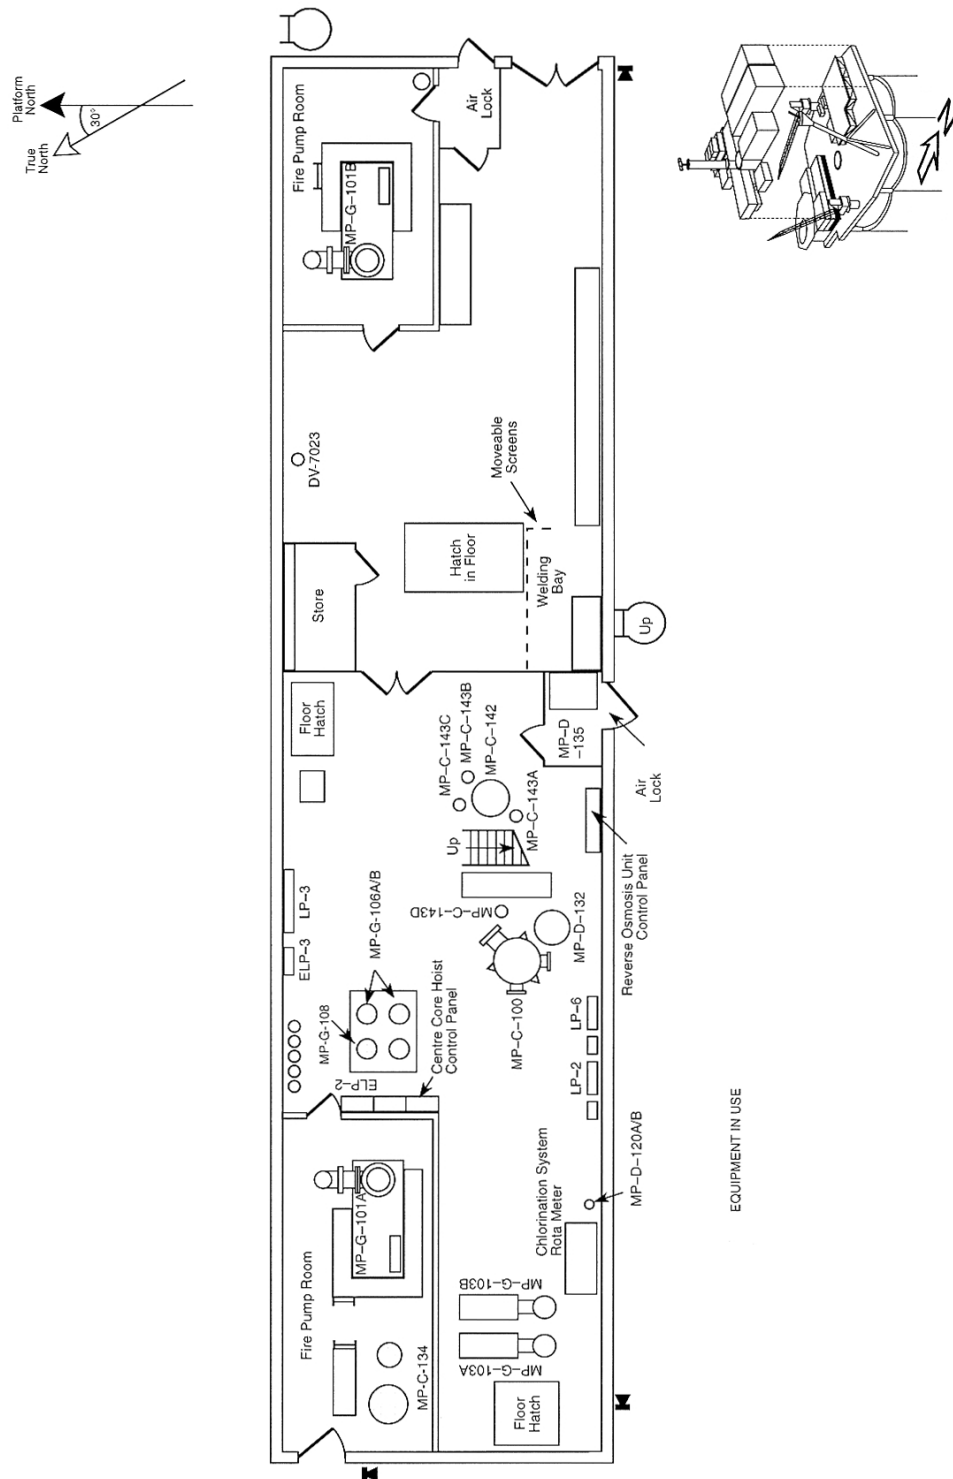 Platform
North
True
North
30°
Fire Pump Room
MP-G-101B
Air
Lock
N
DV-7023
Moveable
Screens
Hatch
in Floor
Welding
Bay
Store
Up
Floor
Hatch
MP-C-143C
MP-C-143B
MP-C-142
MP-C-143A
MP-D
-135
Air
Lock
Up
LP-3
ELP-3
MP-G-106A/B
MP-C-143D
MP-D-132
Reverse Osmosis Unit
Control Panel
MP-G-108
Centre Core Hoist
Control Panel
MP-C-100
LP-6
LP-2
ELP-2
MP-D-120A/B
EQUIPMENT IN USE
Fire Pump Room
MP-G-101A
Chlorination System
Rota Meter
MP-G-103B
MP-G-103A
MP-C-134
Floor
Hatch